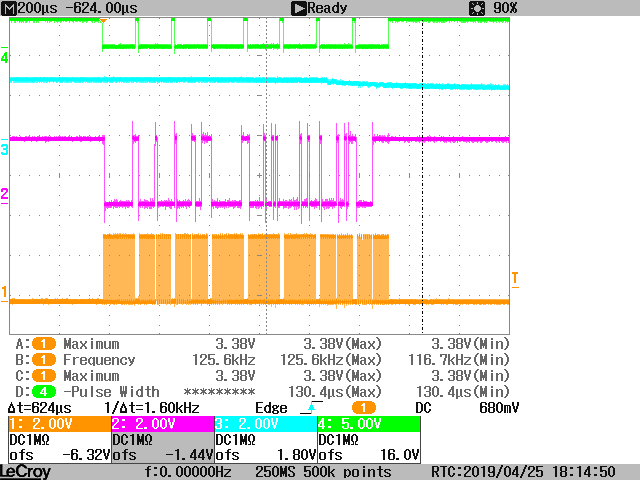 M 200µs -624.00µs Ready 90%
4
3
2
1
T
A: 1 Maximum 3.38V 3.38V(Max) 3.38V(Min)
B: 1 Frequency 125.6kHz 125.6kHz(Max) 116.7kHz(Min)
C: 1 Maximum 3.38V 3.38V(Max) 3.38V(Min)
D: 4 -Pulse Width ********* 130.4µs(Max) 130.4µs(Min)
Δt=624µs 1/Δt=1.60kHz Edge 1 DC 680mV
1: 2.00V 2: 2.00V 3: 2.00V 4: 5.00V
DC1MΩ DC1MΩ DC1MΩ DC1MΩ
ofs -6.32V ofs -1.44V ofs 1.80V ofs 16.0V
LeCroy f:0.00000Hz 250MS 500k points RTC:2019/04/25 18:14:50